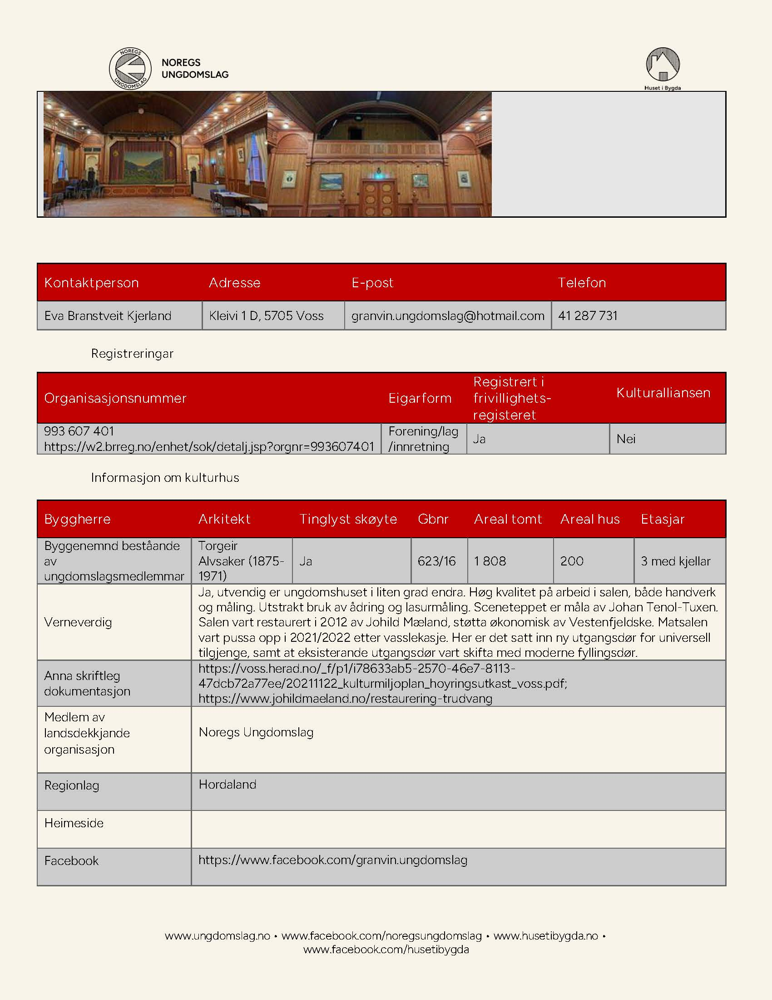 NOREGS
UNGDOMSLAG
NOREGS
UNGDOMSLAG
Huset i Bygda
Kontaktperson Adresse E-post Telefon
Eva Branstveit Kjerland Kleivi 1 D, 5705 Voss granvin.ungdomslag@hotmail.com 41 287 731
Registreringar
Organisasjonsnummer Eigarform Registrert i
frivillighets-
registeret Kulturalliansen
993 607 401
https://w2.brreg.no/enhet/sok/detalj.jsp?orgnr=993607401 Forening/lag
/innretning Ja Nei
Informasjon om kulturhus
Byggherre Arkitekt Tinglyst skøyte Gbnr Areal tomt Areal hus Etasjar
Byggenemnd beståande
av
ungdomslagsmedlemmar Torgeir
Alvsaker (1875-
1971) Ja 623/16 1 808 200 3 med kjellar
Verneverdig
Ja, utvendig er ungdomshuset i liten grad endra. Høg kvalitet på arbeid i salen, både handverk
og måling. Utstrakt bruk av ådring og lasurmåling. Sceneteppet er måla av Johan Tenol-Tuxen.
Salen vart restaurert i 2012 av Johild Mæland, støtta økonomisk av Vestenfjeldske. Matsalen
vart pussa opp i 2021/2022 etter vasslekasje. Her er det satt inn ny utgangsdør for universell
tilgjenge, samt at eksisterande utgangsdør vart skifta med moderne fyllingsdør.
Anna skriftleg
dokumentasjon
https://voss.herad.no/_f/p1/i78633ab5-2570-46e7-8113-
47dcb72a77ee/20211122_kulturmiljoplan_hoyringsutkast_voss.pdf;
https://www.johildmaeland.no/restaurering-trudvang
Medlem av
landsdekkjande
organisasjon
Noregs Ungdomslag
Regionlag Hordaland
Heimeside
Facebook https://www.facebook.com/granvin.ungdomslag
www.ungdomslag.no • www.facebook.com/noregsungdomslag • www.husetibygda.no •
www.facebook.com/husetibygda